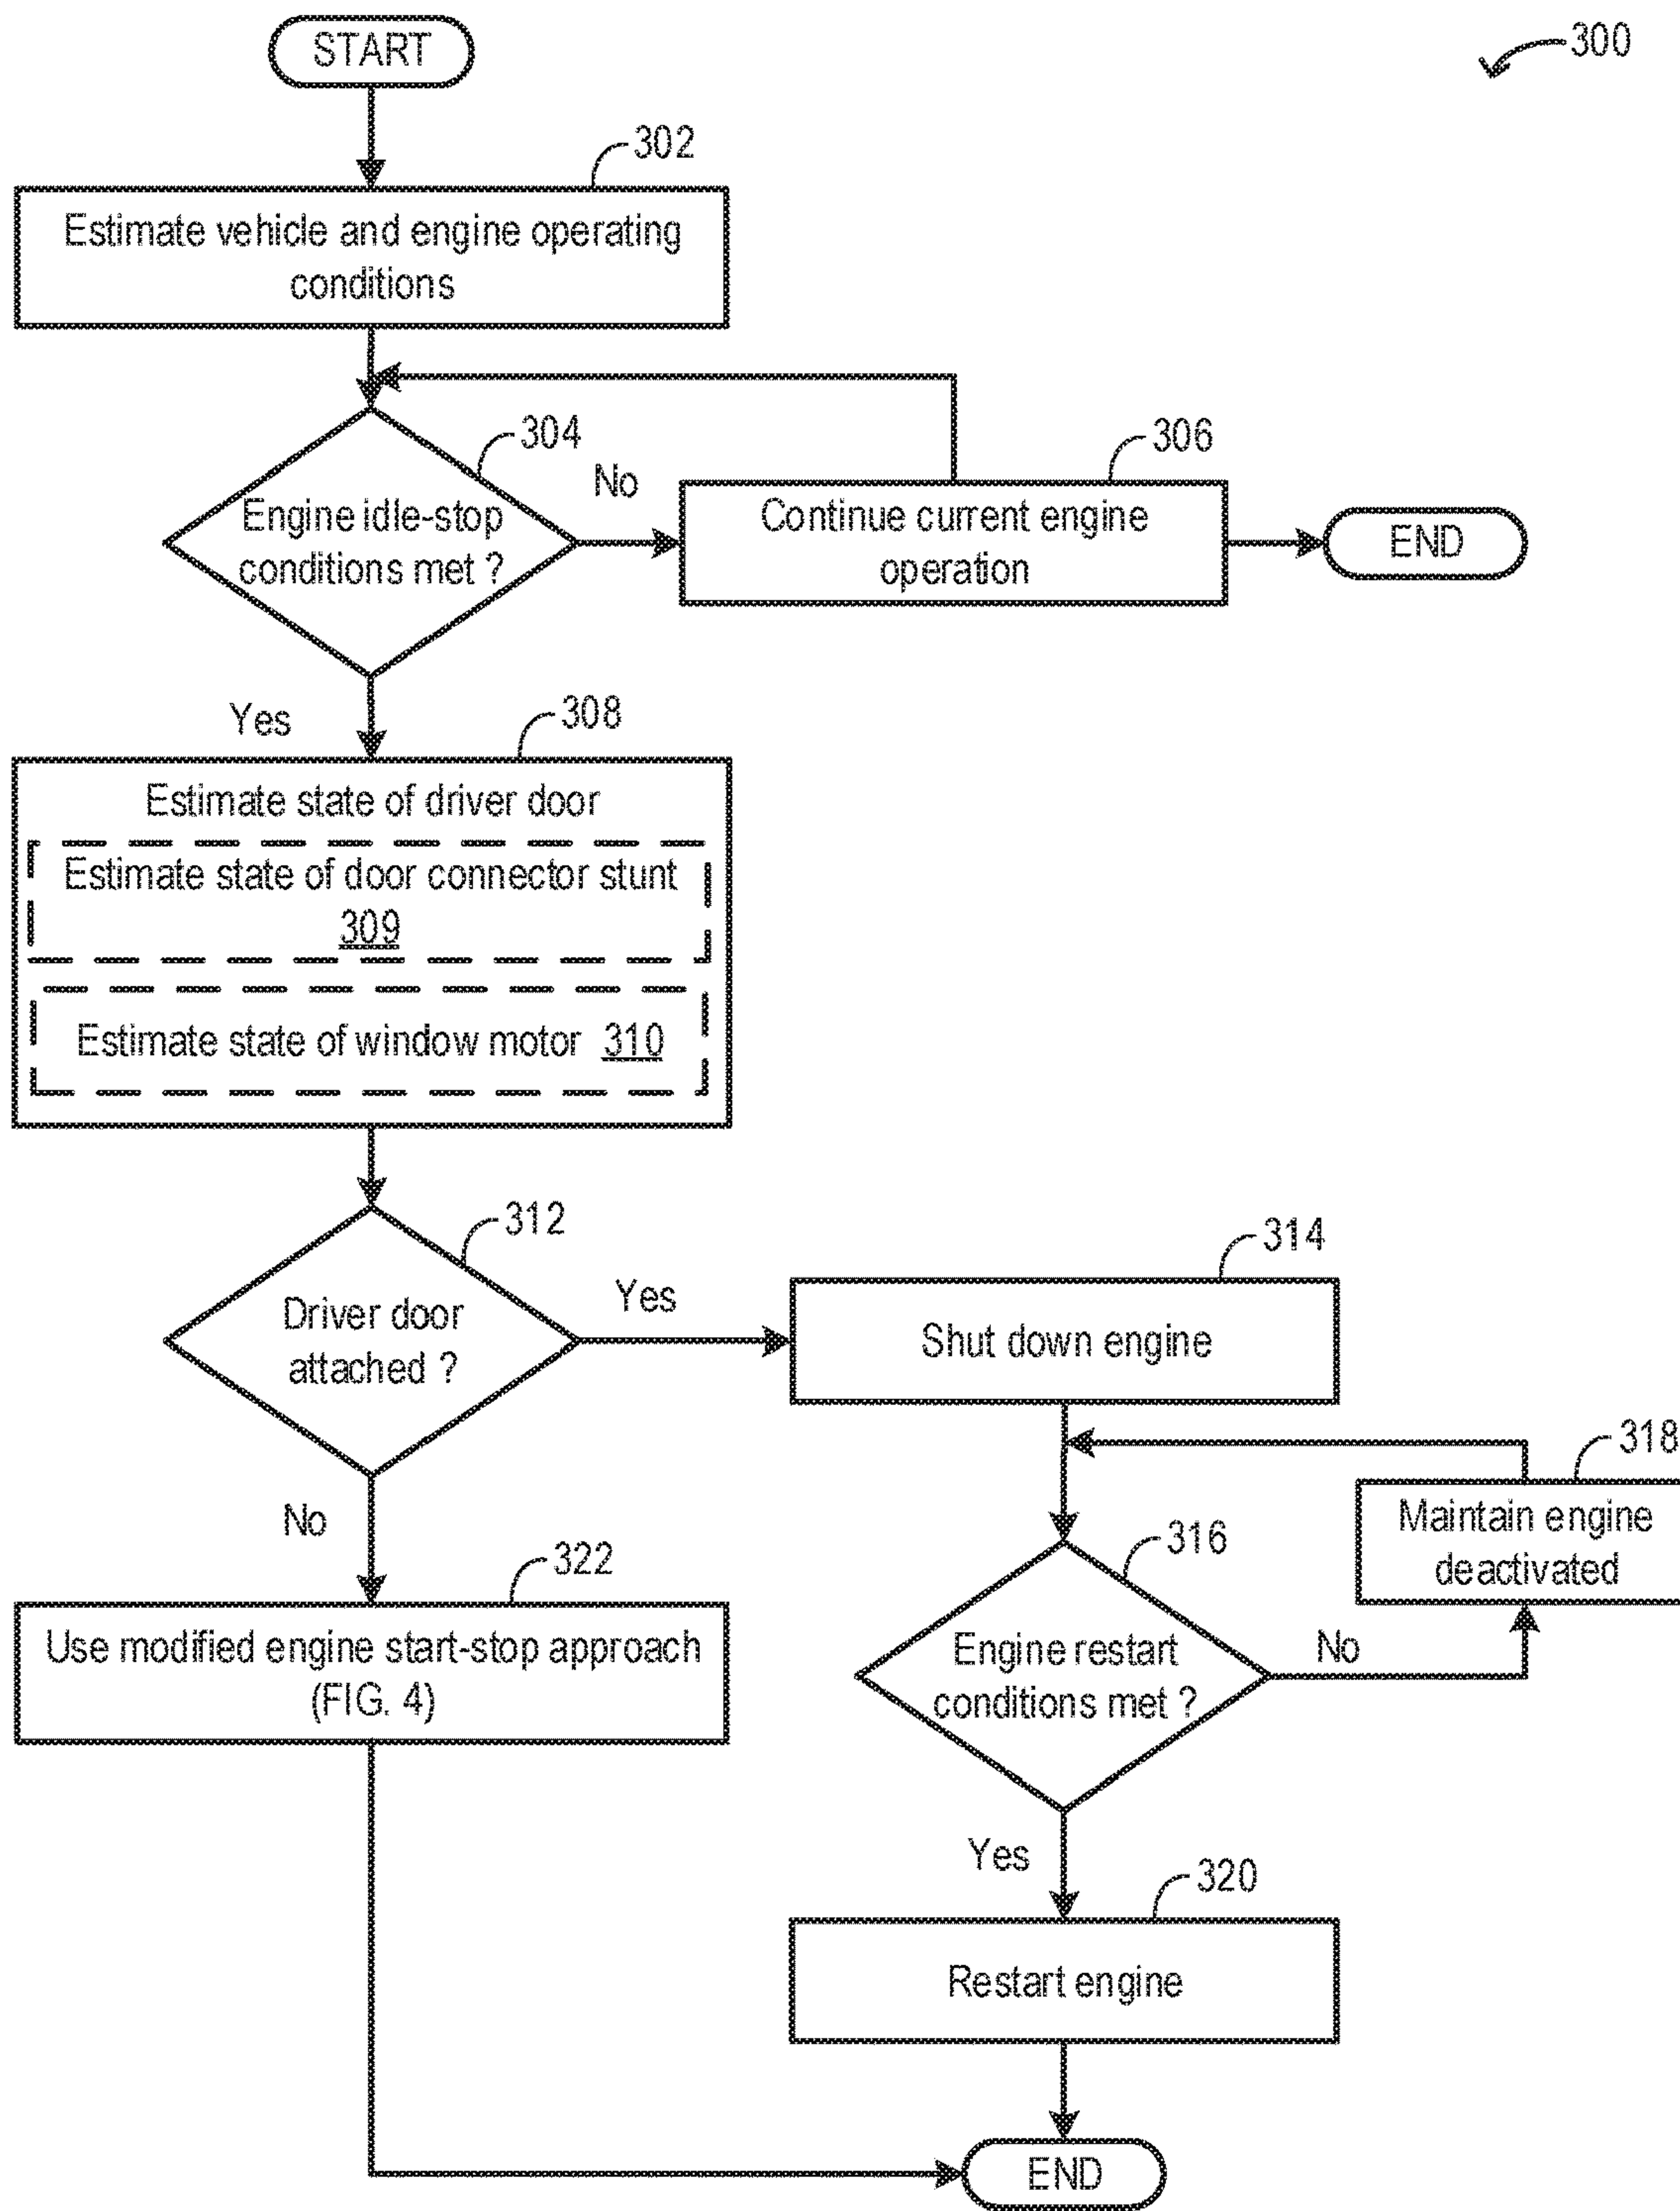 START
300
302
Estimate vehicle and engine operating
conditions
304
306
No
Engine idle-stop
conditions met ?
Continue current engine
operation
END
Yes
308
Estimate state of driver door
Estimate state of door connector stunt
309
Estimate state of window motor 310
312
314
Yes
Driver door
attached ?
Shut down engine
318
Maintain engine
deactivated
No
316
322
Use modified engine start-stop approach
(FIG. 4)
Engine restart
conditions met ?
No
Yes
320
Restart engine
END